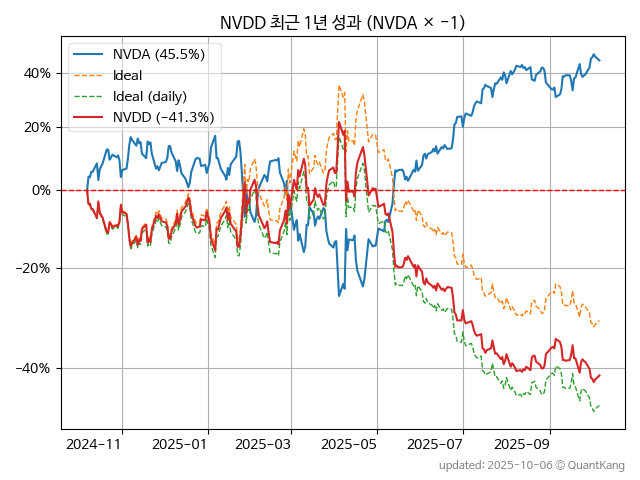 NVDD 최근 1년 성과 (NVDA × −1)
NVDA (45.5%)
Ideal
Ideal (daily)
NVDD (−41.3%)
40%
20%
0%
−20%
−40%
2024-11 2025-01 2025-03 2025-05 2025-07 2025-09
updated: 2025-10-06 © QuantKang